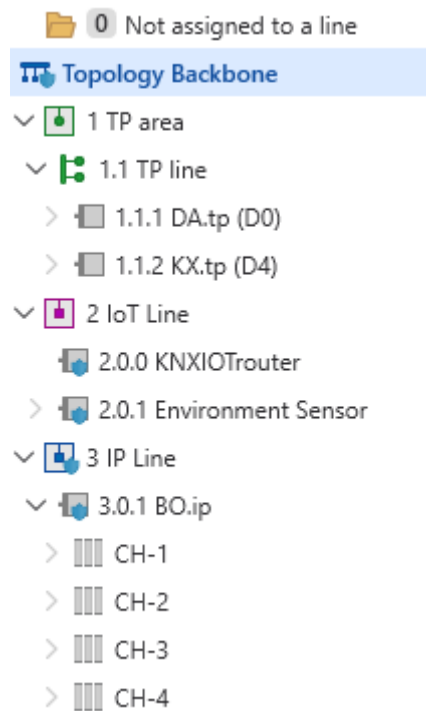 0 Not assigned to a line
Topology Backbone
1 TP area
1.1 TP line
1.1.1 DA.tp (D0)
1.1.2 KX.tp (D4)
2 IoT Line
2.0.0 KNXIOTrouter
2.0.1 Environment Sensor
3 IP Line
3.0.1 BO.ip
CH-1
CH-2
CH-3
CH-4